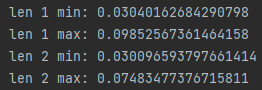 len 1 min: 0.03040162684290798
len 1 max: 0.09852567361464158
len 2 min: 0.030096593797661414
len 2 max: 0.07483477376715811